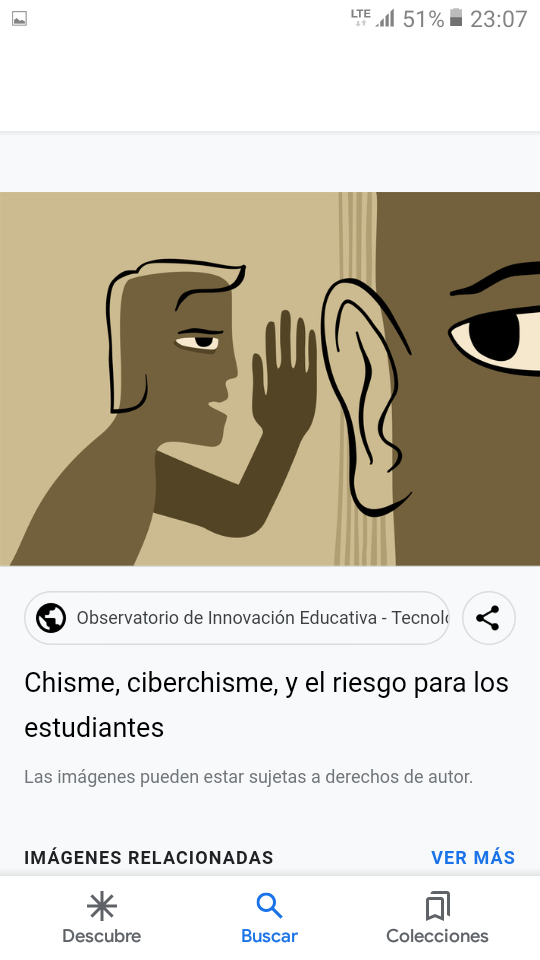 LTE 51% 23:07
Observatorio de Innovación Educativa - Tecnol
Chisme, ciberchisme, y el riesgo para los
estudiantes
Las imágenes pueden estar sujetas a derechos de autor.
IMÁGENES RELACIONADAS VER MÁS
Descubre Buscar Colecciones